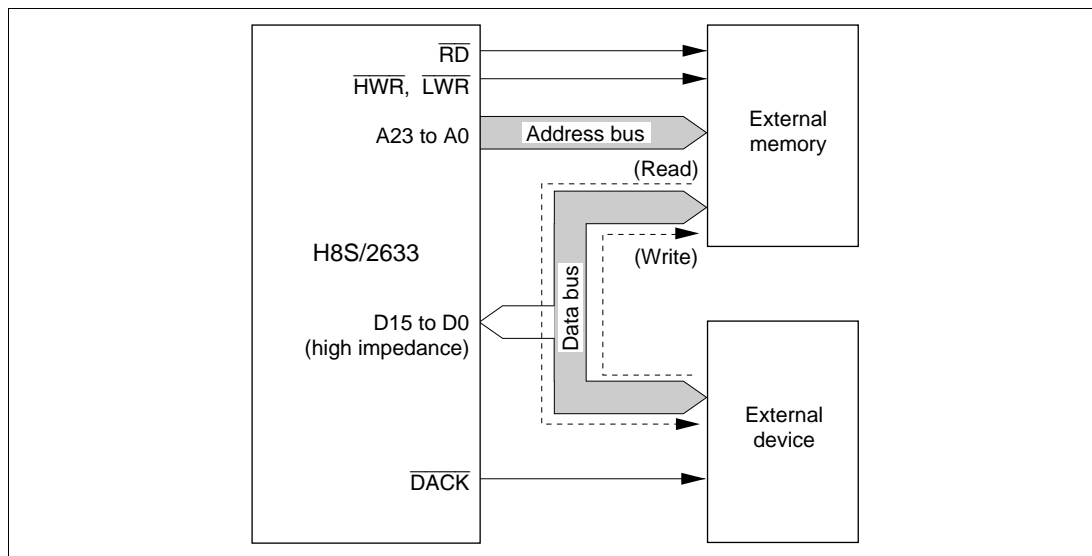 RD
HWR, LWR
A23 to A0
Address bus
External
memory
(Read)
(Write)
H8S/2633
Data bus
D15 to D0
(high impedance)
External
device
DACK